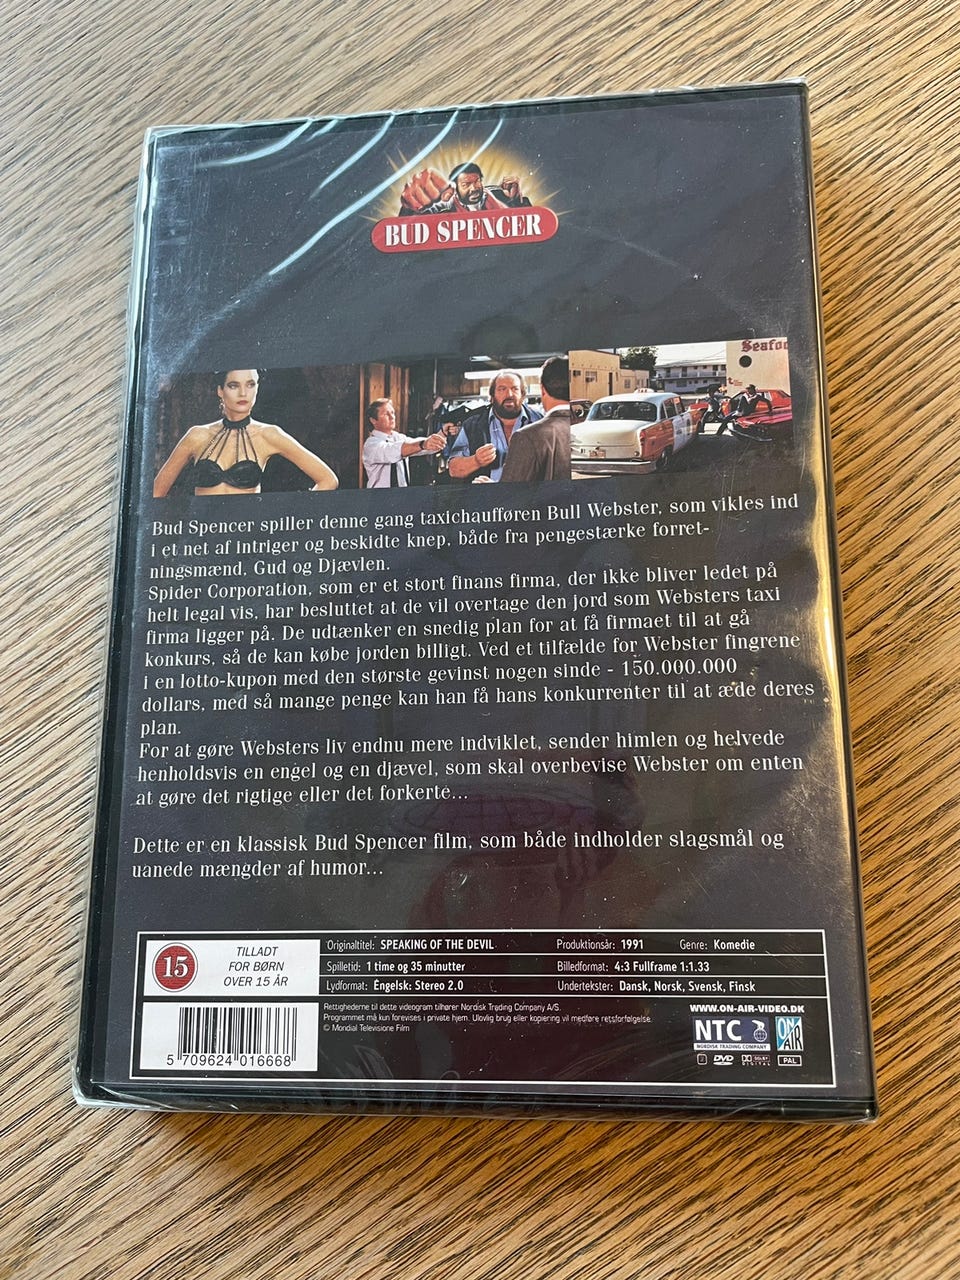 BUD SPENCER
Seafoo
Bud Spencer spiller denne gang taxichaufføren Bull Webster, som vikles ind
i et net af intriger og beskidte knep, både fra pengestærke forret-
ningsmænd, Gud og Djævlen.
Spider Corporation, som er et stort finans firma, der ikke bliver ledet på
helt legal vis, har besluttet at de vil overtage den jord som Websters taxi
firma ligger på. De udtænker en snedig plan for at få firmaet til at gå
konkurs, så de kan købe jorden billigt. Ved et tilfælde for Webster fingrene
i en lotto-kupon med den største gevinst nogen sinde - 150.000.000
dollars, med så mange penge kan han få hans konkurrenter til at æde deres
plan.
For at gøre Websters liv endnu mere indviklet, sender himlen og helvede
henholdsvis en engel og en djævel, som skal overbevise Webster om enten
at gøre det rigtige eller det forkerte...
Dette er en klassisk Bud Spencer film, som både indholder slagsmål og
uanede mængder af humor...
15
TILLADT
FOR BØRN
OVER 15 ÅR
Originaltitel: SPEAKING OF THE DEVIL Produktionsår: 1991 Genre: Komedie
Spilletid: 1 time og 35 minutter Billedformat: 4:3 Fullframe 1:1.33
Lydformat: Engelsk: Stereo 2.0 Undertekster: Dansk, Norsk, Svensk, Finsk
Rettighederne til dette videogram tilhører Nordisk Trading Company A/S.
Programmet må kun forevises i private hjem. Ulovlig brug eller kopiering vil medføre retsforfølgelse.
© Mondial Televisione Film
WWW.ON-AIR-VIDEO.DK
NTC
NORDISK TRADING COMPANY
ON AIR
2 DVD DOLBY DIGITAL PAL
5 709624 016668